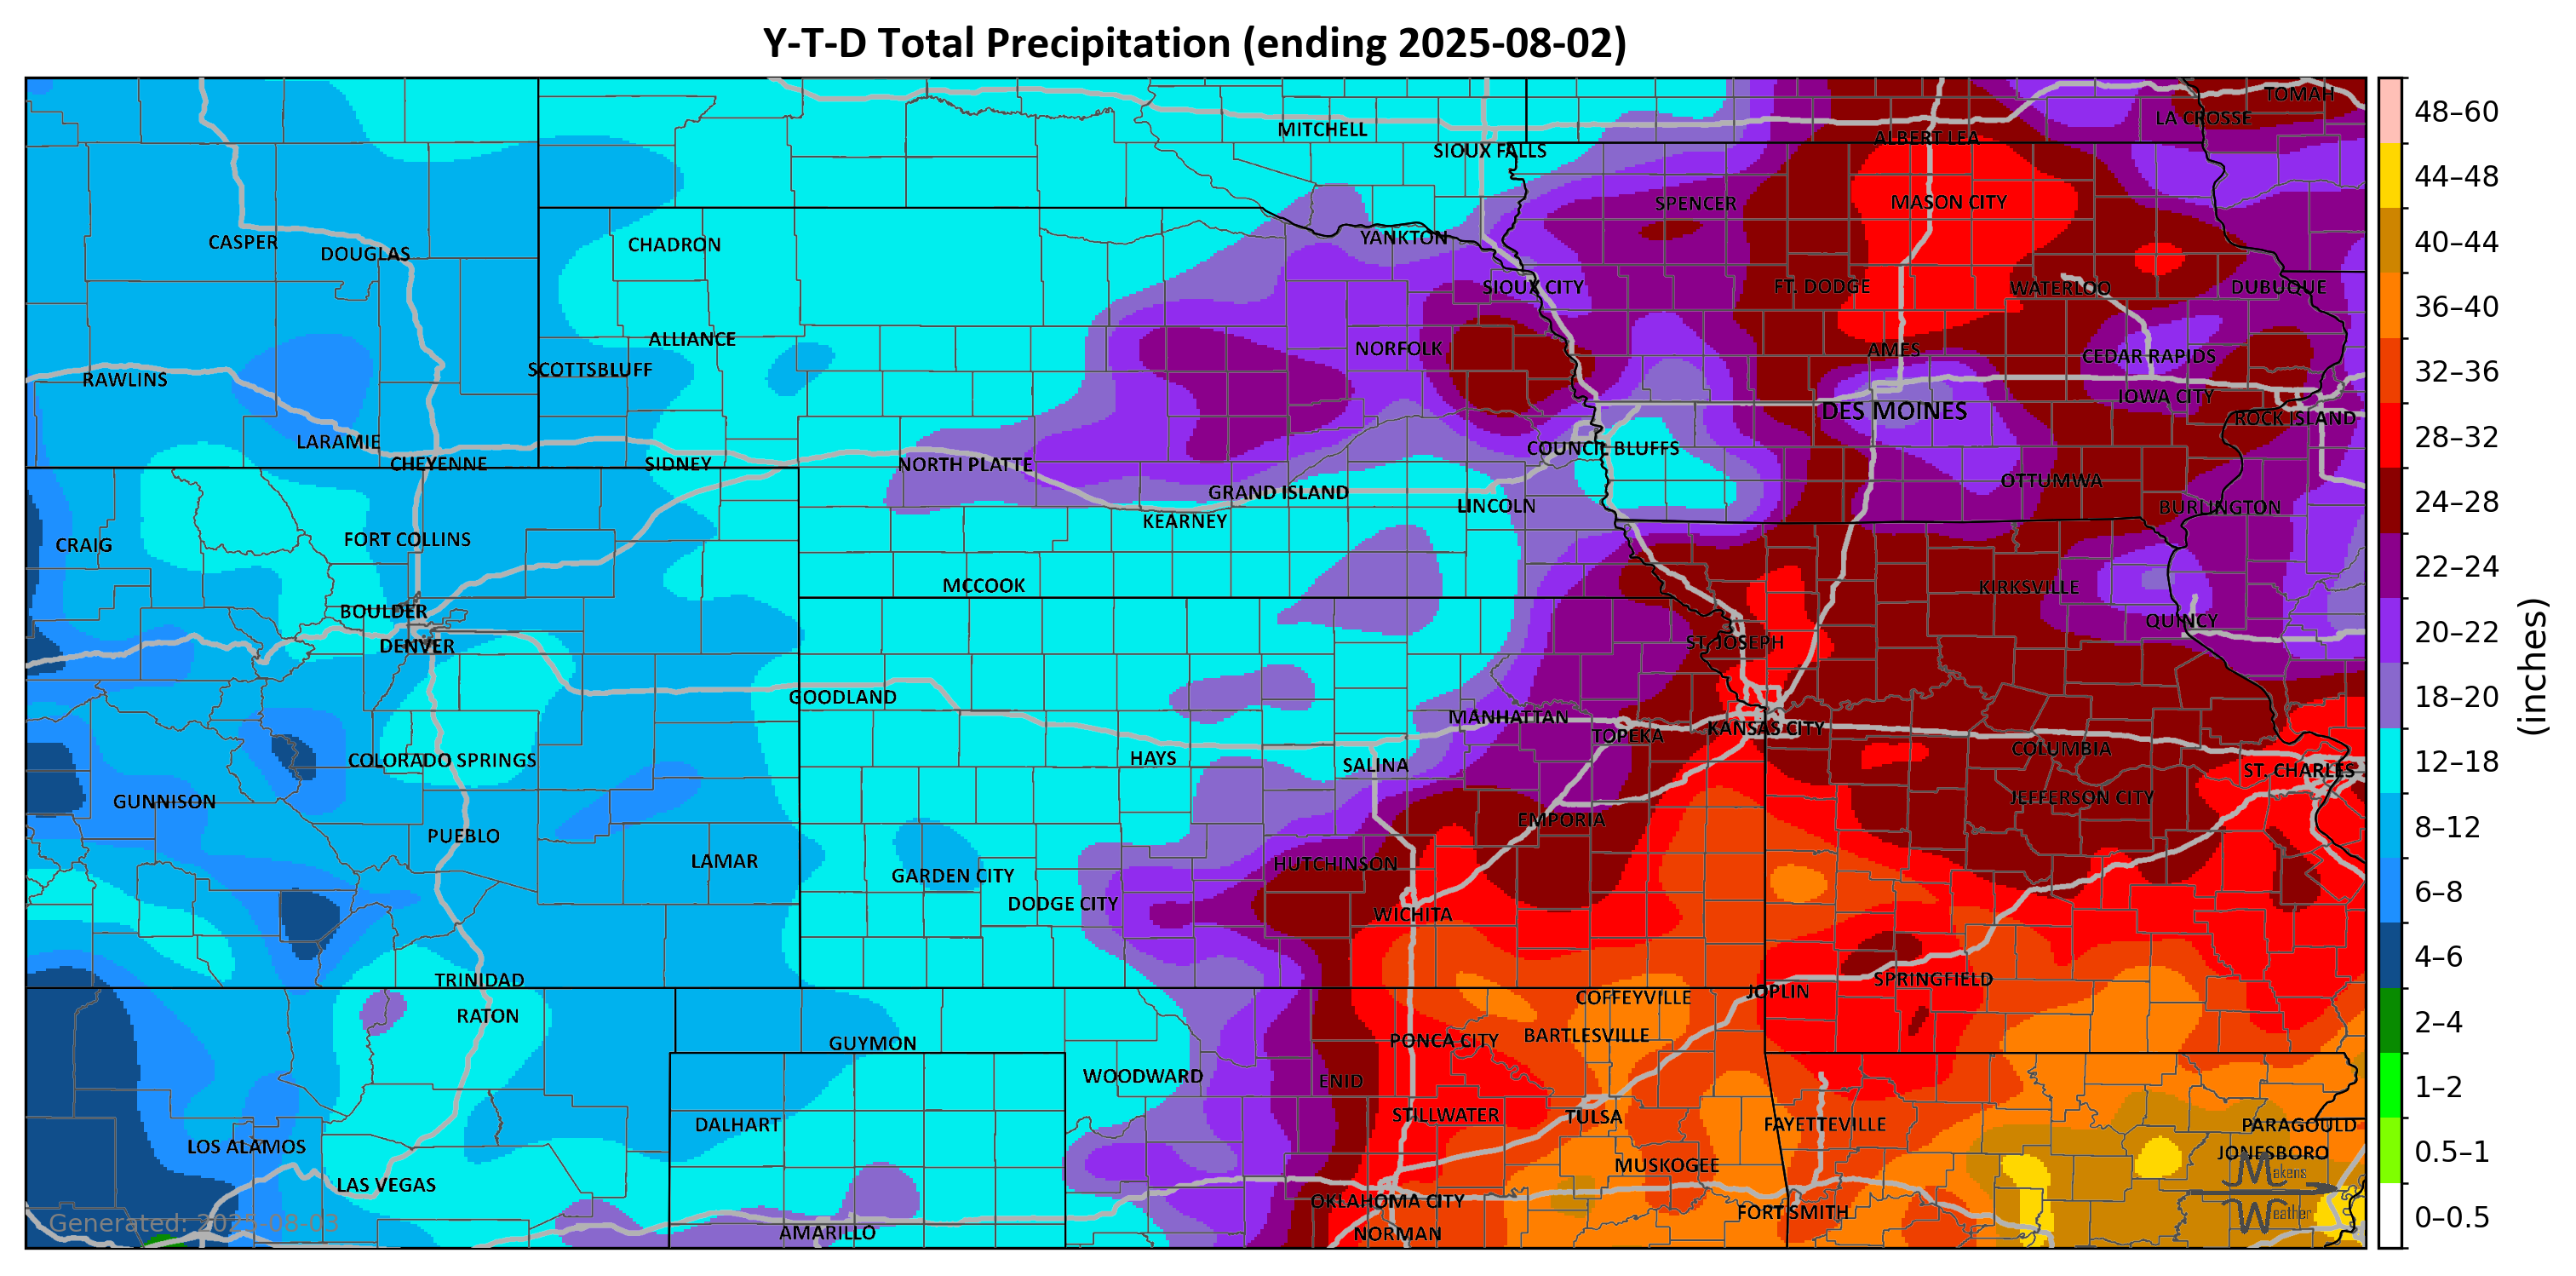 Y-T-D Total Precipitation (ending 2025-08-02)
TOMAH
LA CROSSE
MITCHELL
ALBERT LEA
SIOUX FALLS
SPENCER
MASON CITY
YANKTON
CASPER
DOUGLAS
CHADRON
SIOUX CITY
FT. DODGE
WATERLOO
DUBUQUE
ALLIANCE
NORFOLK
AMES
CEDAR RAPIDS
SCOTTSBLUFF
RAWLINS
IOWA CITY
DES MOINES
ROCK ISLAND
LARAMIE
COUNCIL BLUFFS
CHEYENNE
SIDNEY
NORTH PLATTE
OTTUMWA
GRAND ISLAND
LINCOLN
BURLINGTON
KEARNEY
CRAIG
FORT COLLINS
MCCOOK
KIRKSVILLE
BOULDER
QUINCY
DENVER
ST. JOSEPH
GOODLAND
MANHATTAN
TOPEKA
KANSAS CITY
COLORADO SPRINGS
HAYS
SALINA
COLUMBIA
ST. CHARLES
GUNNISON
JEFFERSON CITY
PUEBLO
EMPORIA
LAMAR
HUTCHINSON
GARDEN CITY
DODGE CITY
WICHITA
TRINIDAD
SPRINGFIELD
JOPLIN
COFFEYVILLE
RATON
GUYMON
PONCA CITY
BARTLESVILLE
WOODWARD
ENID
STILLWATER
TULSA
DALHART
FAYETTEVILLE
PARAGOULD
LOS ALAMOS
JONESBORO
MUSKOGEE
LAS VEGAS
OKLAHOMA CITY
FORT SMITH
AMARILLO
NORMAN
Generated: 2025-08-03
Makens
Weather
48–60
44–48
40–44
36–40
32–36
28–32
24–28
22–24
20–22
18–20
12–18
8–12
6–8
4–6
2–4
1–2
0.5–1
0–0.5
(inches)